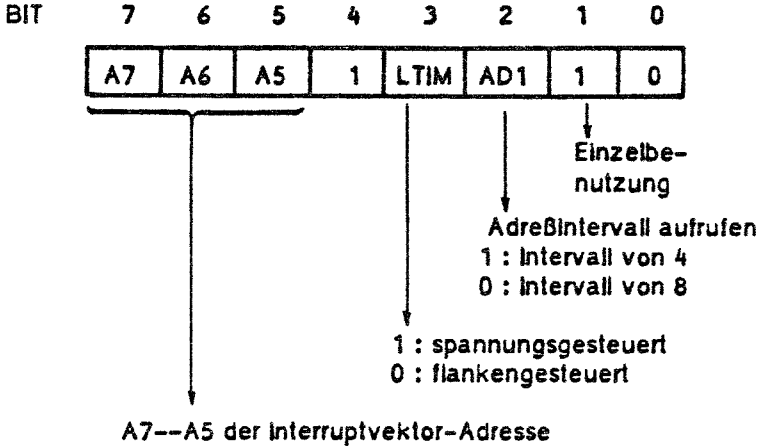 BIT 7 6 5 4 3 2 1 0
A7 A6 A5 1 LTIM AD1 1 0
Einzelbe-
nutzung
Adreßintervall aufrufen
1 : Intervall von 4
0 : Intervall von 8
1 : spannungsgesteuert
0 : flankengesteuert
A7--A5 der Interruptvektor-Adresse